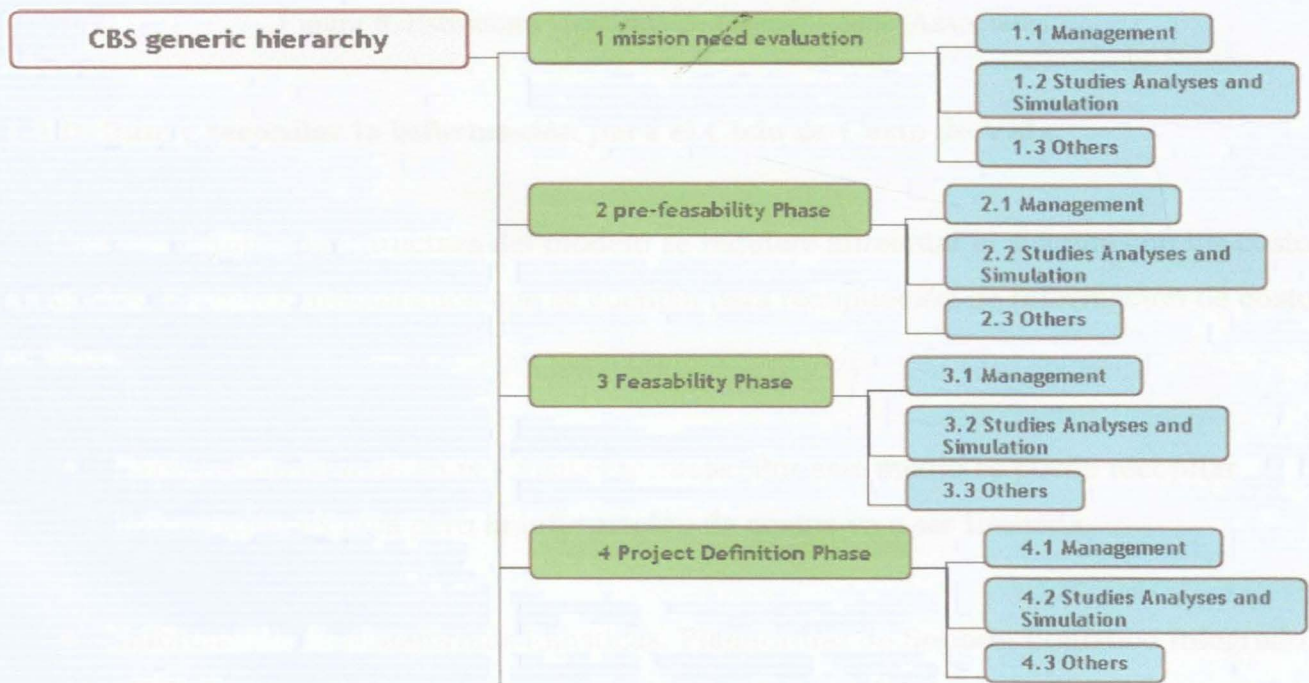 CBS generic hierarchy
1 mission need evaluation
1.1 Management
1.2 Studies Analyses and
Simulation
1.3 Others
2 pre-feasability Phase
2.1 Management
2.2 Studies Analyses and
Simulation
2.3 Others
3 Feasability Phase
3.1 Management
3.2 Studies Analyses and
Simulation
3.3 Others
4 Project Definition Phase
4.1 Management
4.2 Studies Analyses and
Simulation
4.3 Others